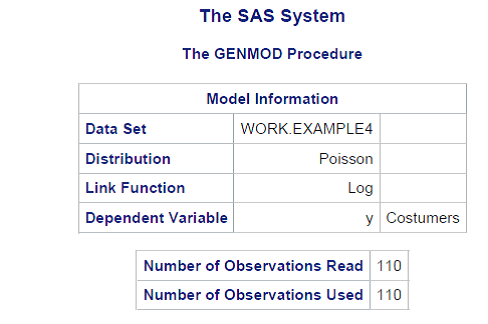 The SAS System
The GENMOD Procedure
Model Information
Data Set WORK.EXAMPLE4
Distribution Poisson
Link Function Log
Dependent Variable y Costumers
Number of Observations Read 110
Number of Observations Used 110